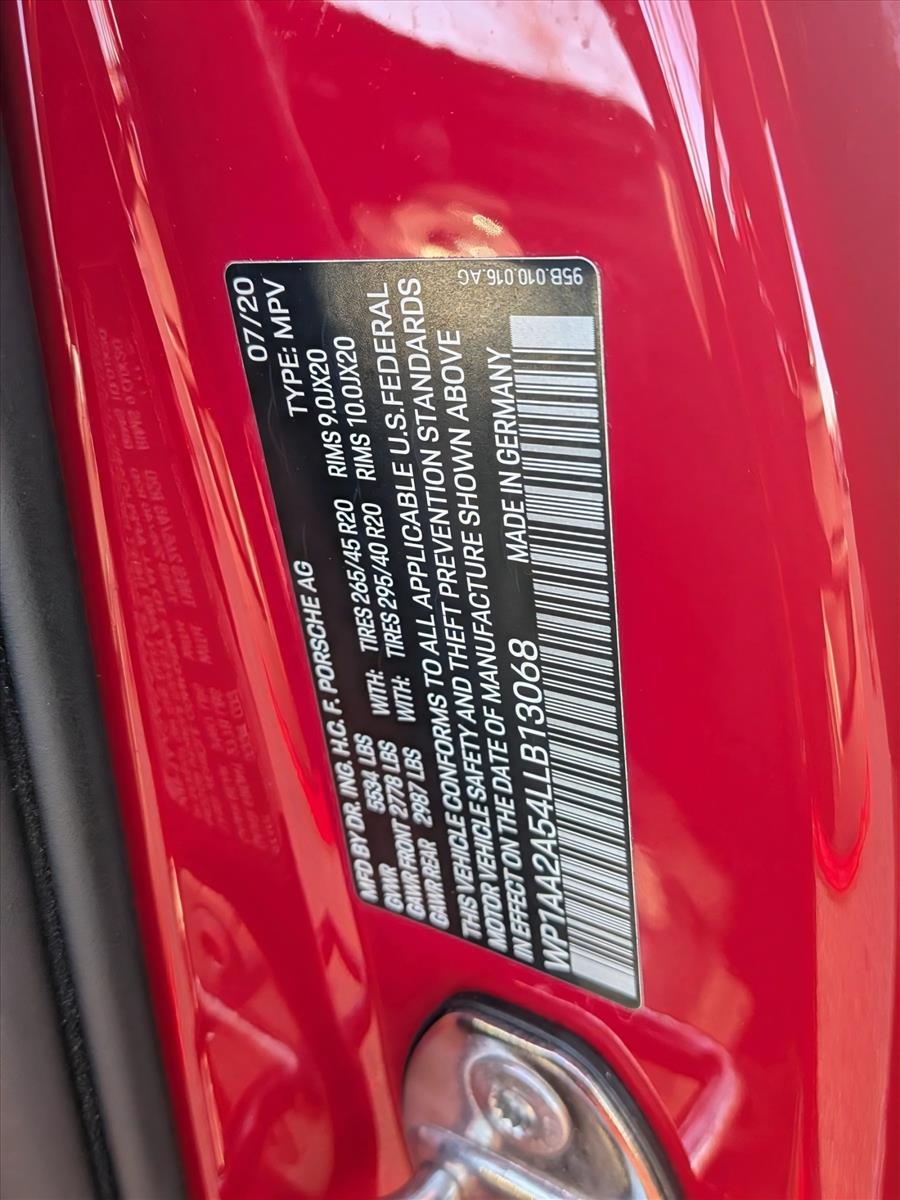 07/20
MFD BY DR. ING. H.C. F. PORSCHE AG TYPE: MPV
GVWR 5534 LBS WITH: TIRES 265/45 R20 RIMS 9.0JX20
GAWR FRONT 2778 LBS WITH: TIRES 295/40 R20 RIMS 10.0JX20
GAWR REAR 2987 LBS
THIS VEHICLE CONFORMS TO ALL APPLICABLE U.S.FEDERAL
MOTOR VEHICLE SAFETY AND THEFT PREVENTION STANDARDS
IN EFFECT ON THE DATE OF MANUFACTURE SHOWN ABOVE
WP1AA2A54LLB13068 MADE IN GERMANY
95B.010.016.AG